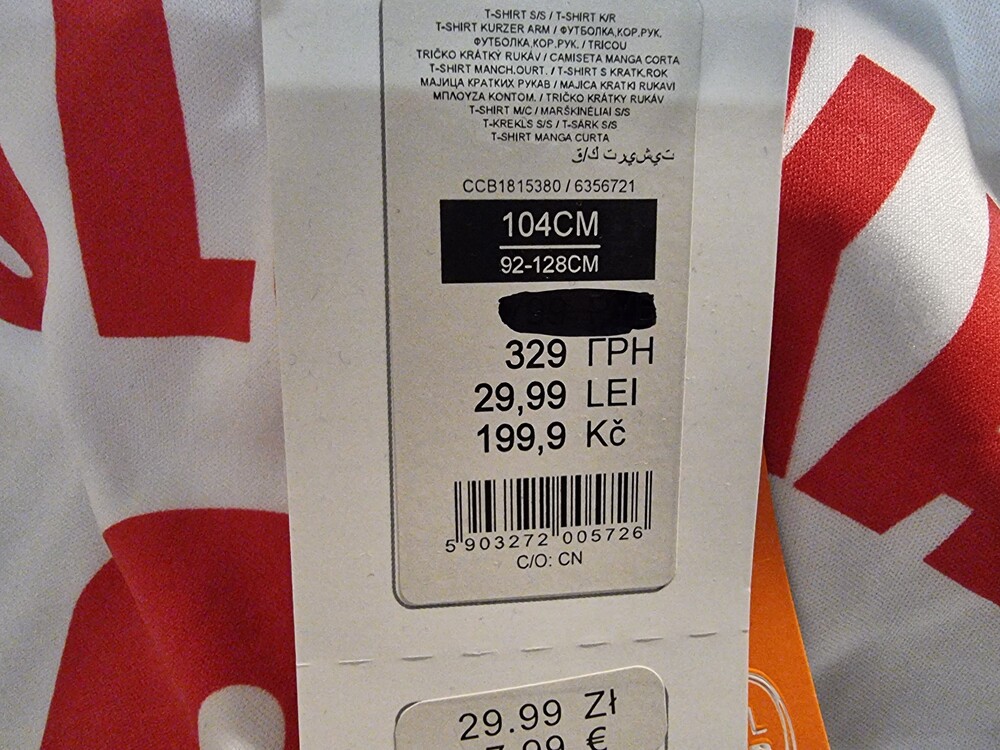 T-SHIRT S/S / T-SHIRT K/R
T-SHIRT KURZER ARM / ФУТБОЛКА,КОР.РУК.
ФУТБОЛКА,КОР.РУК. / TRICOU
TRIČKO KRÁTKÝ RUKÁV / CAMISETA MANGA CORTA
T-SHIRT MANCH.OURT. / T-SHIRT S KRATK.ROK
МАЈИЦА КРАТКИХ РУКАВ / MAJICA KRATKI RUKAVI
ΜΠΛΟΥΖΑ ΚΟΝΤΟΜ. / TRIČKO KRÁTKY RUKÁV
T-SHIRT M/C / MARŠKINĖLIAI S/S
T-KREKLS S/S / T-SÄRK S/S
T-SHIRT MANGA CURTA
تيشيرت ك/ق
CCB1815380 / 6356721
104CM
92-128CM
329 ГРН
29,99 LEI
199,9 Kč
5 903272 005726
C/O: CN
29.99 Zł
7.99 €